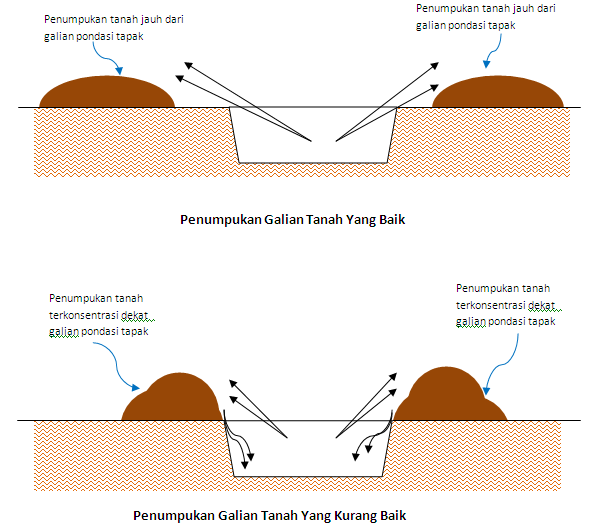 Penumpukan tanah jauh dari
galian pondasi tapak
Penumpukan tanah jauh dari
galian pondasi tapak
Penumpukan Galian Tanah Yang Baik
Penumpukan tanah
terkonsentrasi dekat
galian pondasi tapak
Penumpukan tanah
terkonsentrasi dekat
galian pondasi tapak
Penumpukan Galian Tanah Yang Kurang Baik